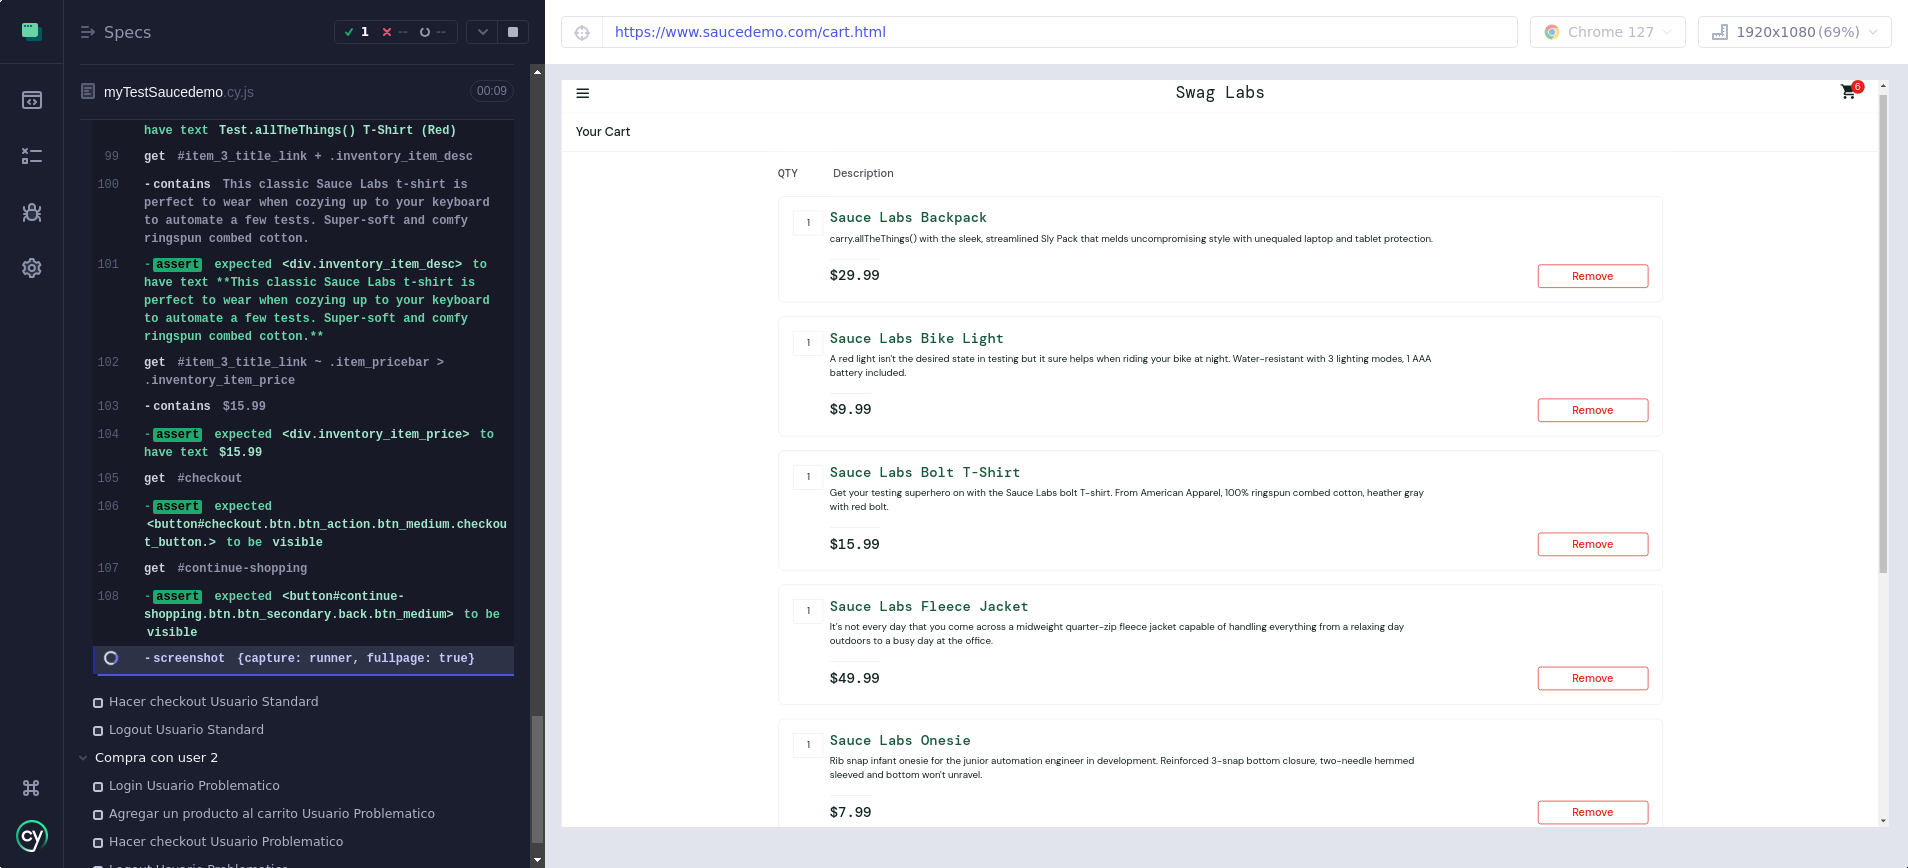 Specs
1
--
--
myTestSaucedemo.cy.js
00:09
have text Test.allTheThings() T-Shirt (Red)
99 get #item_3_title_link + .inventory_item_desc
100 -contains This classic Sauce Labs t-shirt is
perfect to wear when cozying up to your keyboard
to automate a few tests. Super-soft and comfy
ringspun combed cotton.
101 -assert expected <div.inventory_item_desc> to
have text **This classic Sauce Labs t-shirt is
perfect to wear when cozying up to your keyboard
to automate a few tests. Super-soft and comfy
ringspun combed cotton.**
102 get #item_3_title_link ~ .item_pricebar >
.inventory_item_price
103 -contains $15.99
104 -assert expected <div.inventory_item_price> to
have text $15.99
105 get #checkout
106 -assert expected
<button#checkout.btn.btn_action.btn_medium.checkou
t_button.> to be visible
107 get #continue-shopping
108 -assert expected <button#continue-
shopping.btn.btn_secondary.back.btn_medium> to be
visible
-screenshot {capture: runner, fullpage: true}
Hacer checkout Usuario Standard
Logout Usuario Standard
Compra con user 2
Login Usuario Problematico
Agregar un producto al carrito Usuario Problematico
Hacer checkout Usuario Problematico
Logout Usuario Problematico
cy
https://www.saucedemo.com/cart.html
Chrome 127
1920x1080 (69%)
Swag Labs
6
Your Cart
QTY Description
1
Sauce Labs Backpack
carry.allTheThings() with the sleek, streamlined Sly Pack that melds uncompromising style with unequaled laptop and tablet protection.
$29.99
Remove
1
Sauce Labs Bike Light
A red light isn't the desired state in testing but it sure helps when riding your bike at night. Water-resistant with 3 lighting modes, 1 AAA
battery included.
$9.99
Remove
1
Sauce Labs Bolt T-Shirt
Get your testing superhero on with the Sauce Labs bolt T-shirt. From American Apparel, 100% ringspun combed cotton, heather gray
with red bolt.
$15.99
Remove
1
Sauce Labs Fleece Jacket
It's not every day that you come across a midweight quarter-zip fleece jacket capable of handling everything from a relaxing day
outdoors to a busy day at the office.
$49.99
Remove
1
Sauce Labs Onesie
Rib snap infant onesie for the junior automation engineer in development. Reinforced 3-snap bottom closure, two-needle hemmed
sleeved and bottom won't unravel.
$7.99
Remove